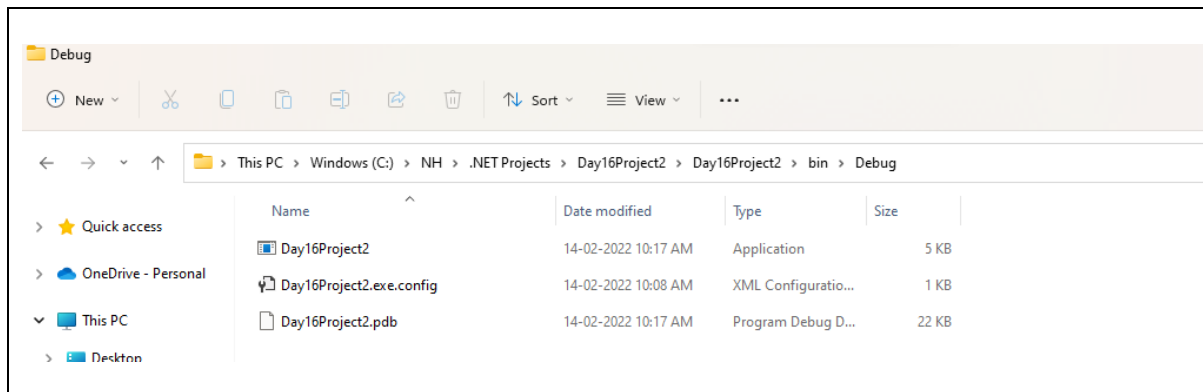 Debug
New
Sort
View
This PC > Windows (C:) > NH > .NET Projects > Day16Project2 > Day16Project2 > bin > Debug
Name Date modified Type Size
Quick access
Day16Project2 14-02-2022 10:17 AM Application 5 KB
OneDrive - Personal
Day16Project2.exe.config 14-02-2022 10:08 AM XML Configuratio... 1 KB
This PC
Day16Project2.pdb 14-02-2022 10:17 AM Program Debug D... 22 KB
Desktop